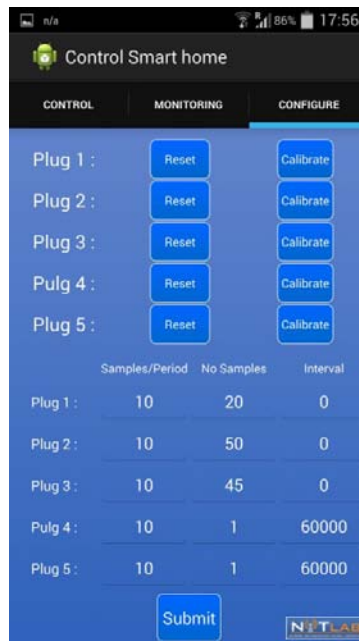 n/a 86% 17:56
Control Smart home
CONTROL MONITORING CONFIGURE
Plug 1 : Reset Calibrate
Plug 2 : Reset Calibrate
Plug 3 : Reset Calibrate
Pulg 4 : Reset Calibrate
Plug 5 : Reset Calibrate
Samples/Period No Samples Interval
Plug 1 : 10 20 0
Plug 2 : 10 50 0
Plug 3 : 10 45 0
Pulg 4 : 10 1 60000
Plug 5 : 10 1 60000
Submit
NITLAB